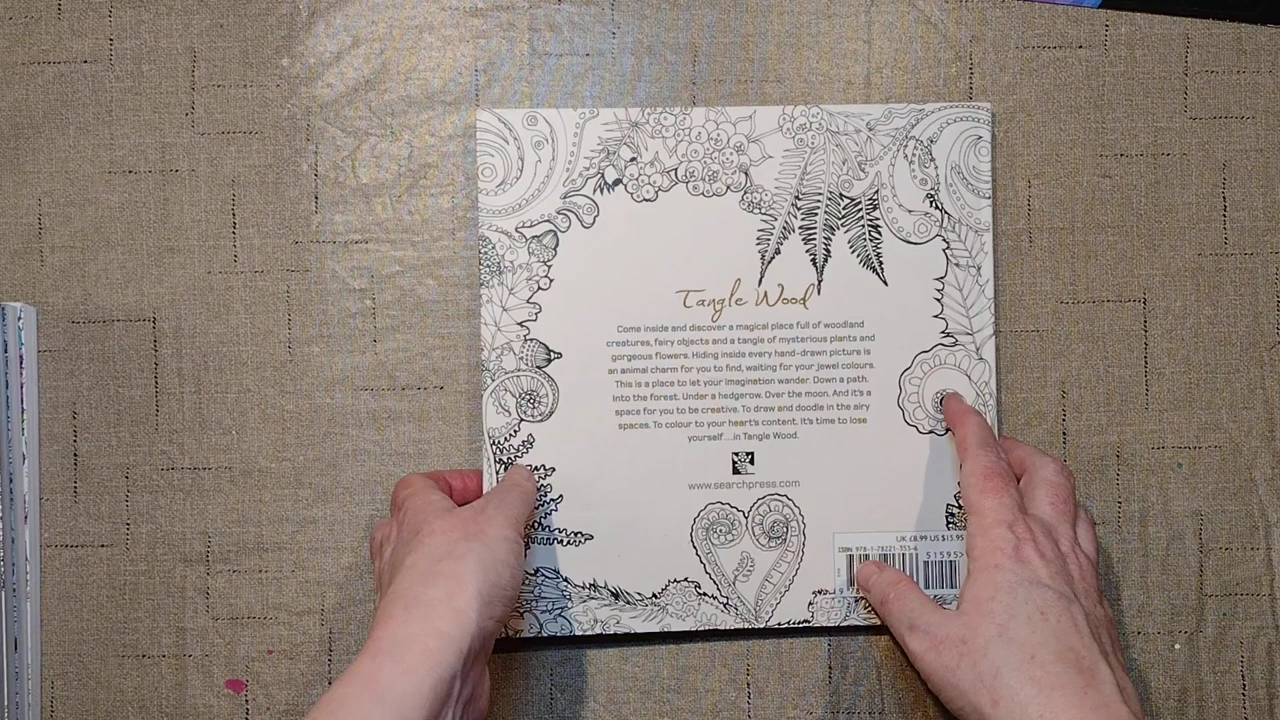 Tangle Wood
Come inside and discover a magical place full of woodland
creatures, fairy objects and a tangle of mysterious plants and
gorgeous flowers. Hiding inside every hand-drawn picture is
an animal charm for you to find, waiting for your jewel colours.
This is a place to let your imagination wander. Down a path.
Into the forest. Under a hedgerow. Over the moon. And it's a
space for you to be creative. To draw and doodle in the airy
spaces. To colour to your heart's content. It's time to lose
yourself...in Tangle Wood.
www.searchpress.com
UK £8.99 US $15.95
ISBN 978-1-78221-353-6
51595>